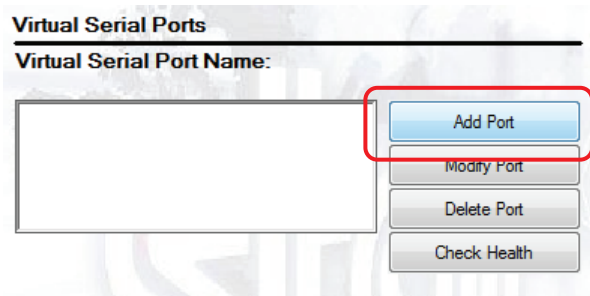 Virtual Serial Ports
Virtual Serial Port Name:
Add Port
Modify Port
Delete Port
Check Health